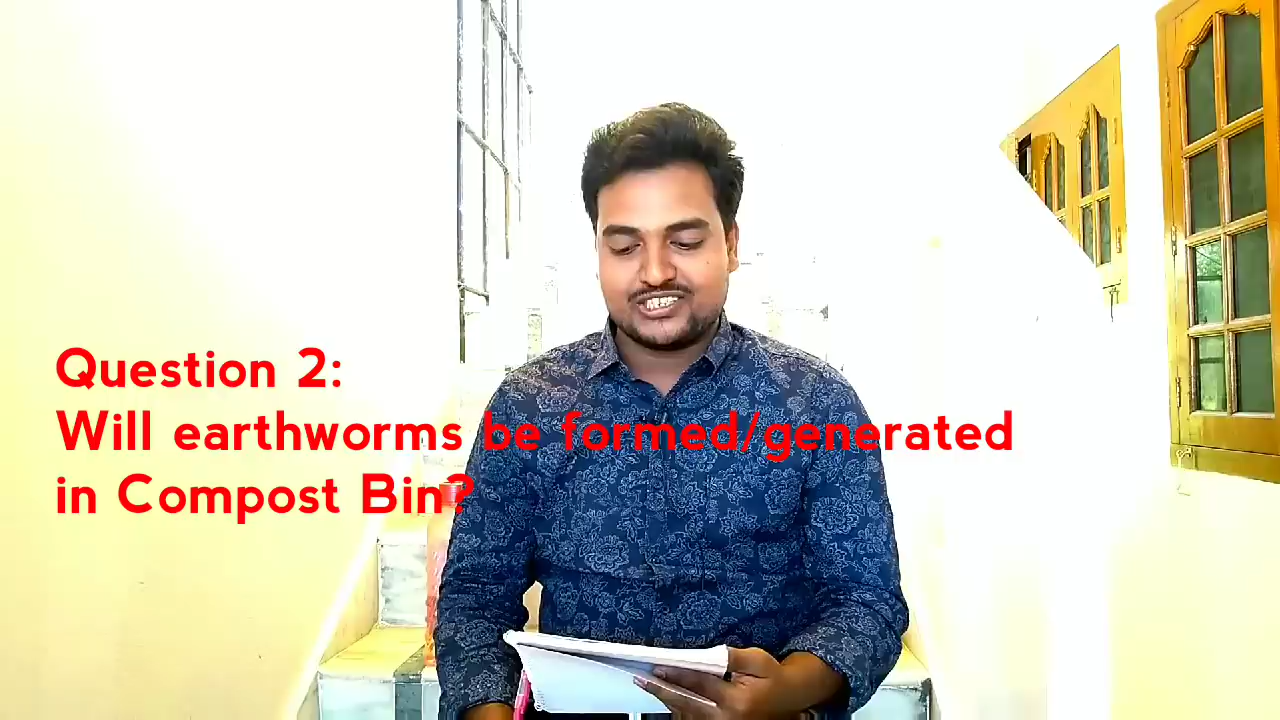 Question 2:
Will earthworms be formed/generated
in Compost Bin?